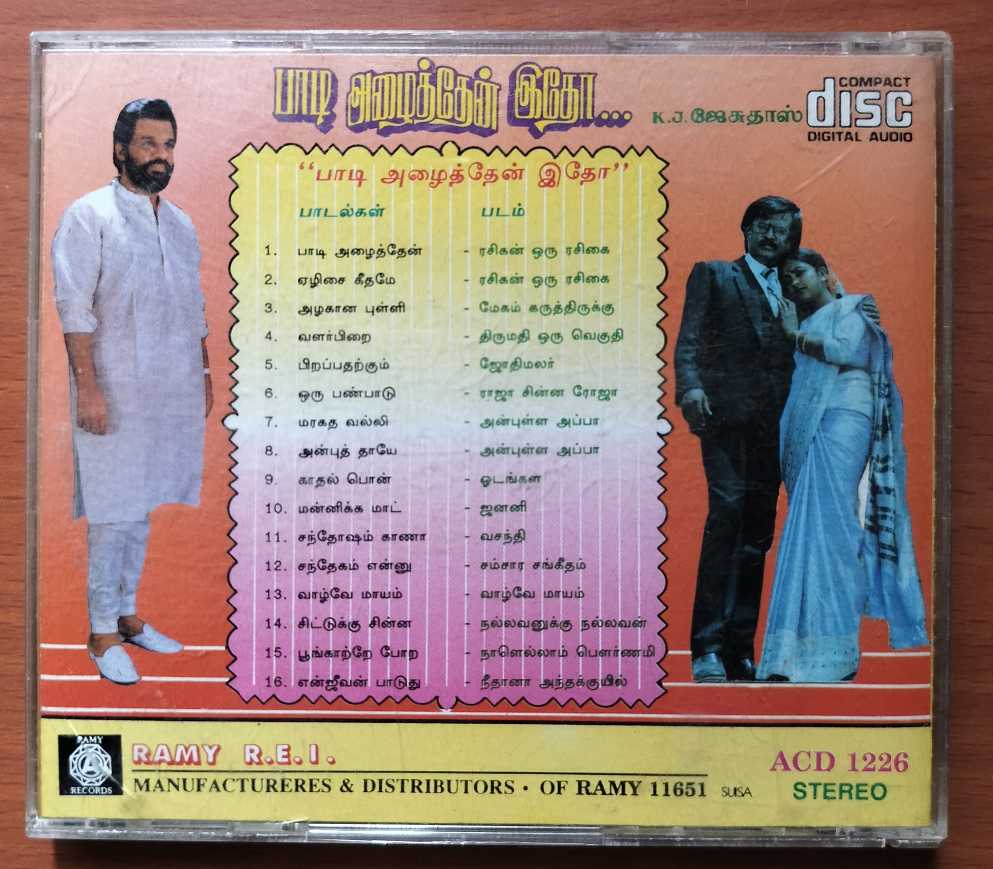 பாடி அழைத்தேன் இதோ...
K.J.ஜேசுதாஸ்
COMPACT
disc
DIGITAL AUDIO
“பாடி அழைத்தேன் இதோ”
பாடல்கள் படம்
1. பாடி அழைத்தேன் - ரசிகன் ஒரு ரசிகை
2. ஏழிசை கீதமே - ரசிகன் ஒரு ரசிகை
3. அழகான புள்ளி - மேகம் கருத்திருக்கு
4. வளர்பிறை - திருமதி ஒரு வெகுதி
5. பிறப்பதற்கும் - ஜோதிமலர்
6. ஒரு பண்பாடு - ராஜா சின்ன ரோஜா
7. மரகத வல்லி - அன்புள்ள அப்பா
8. அன்புத் தாயே - அன்புள்ள அப்பா
9. காதல் பொன் - ஓடங்கள
10. மன்னிக்க மாட் - ஜனனி
11. சந்தோஷம் காணா - வசந்தி
12. சந்தேகம் என்னு - சம்சார சங்கீதம்
13. வாழ்வே மாயம் - வாழ்வே மாயம்
14. சிட்டுக்கு சின்ன - நல்லவனுக்கு நல்லவன்
15. பூங்காற்றே போற - நாளெல்லாம் பௌர்ணமி
16. என்ஜீவன் பாடுது - நீதானா அந்தக்குயில்
RAMY
RECORDS
RAMY R.E.I.
MANUFACTURERES & DISTRIBUTORS · OF RAMY 11651 SUISA
ACD 1226
STEREO